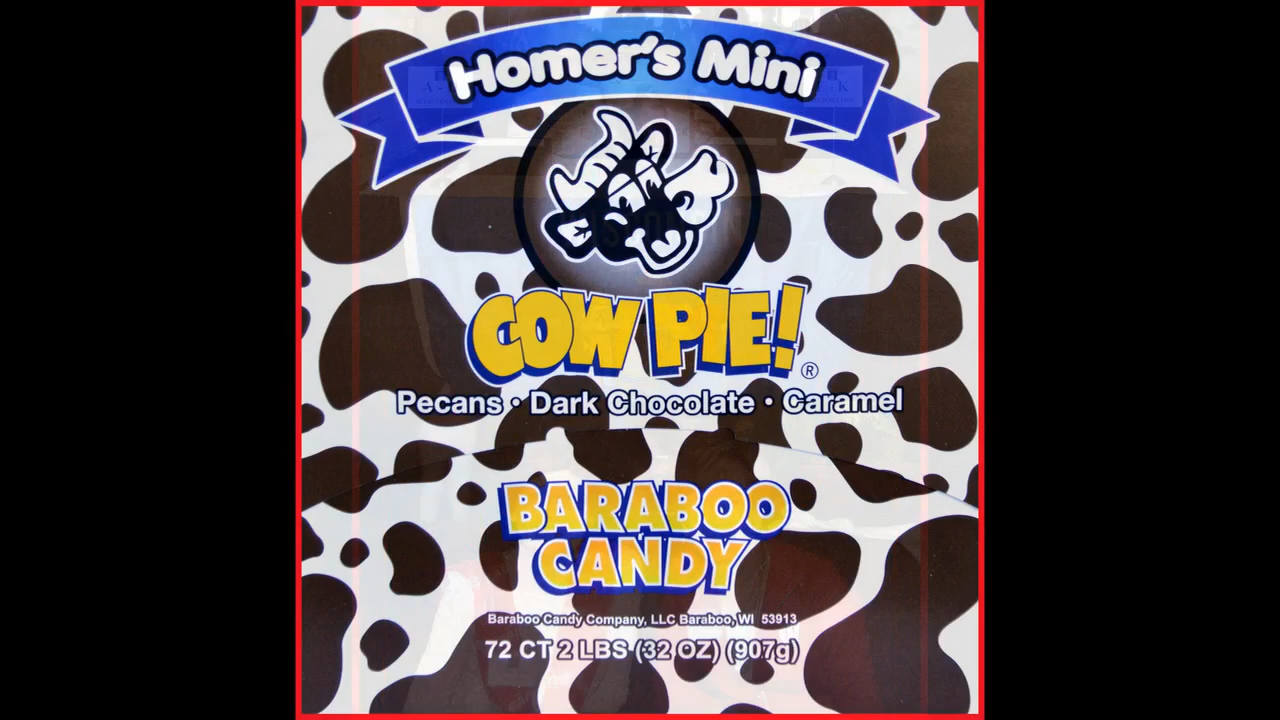 Homer's Mini
COW PIE!®
Pecans • Dark Chocolate • Caramel
BARABOO
CANDY
Baraboo Candy Company, LLC Baraboo, WI 53913
72 CT 2 LBS (32 OZ) (907g)